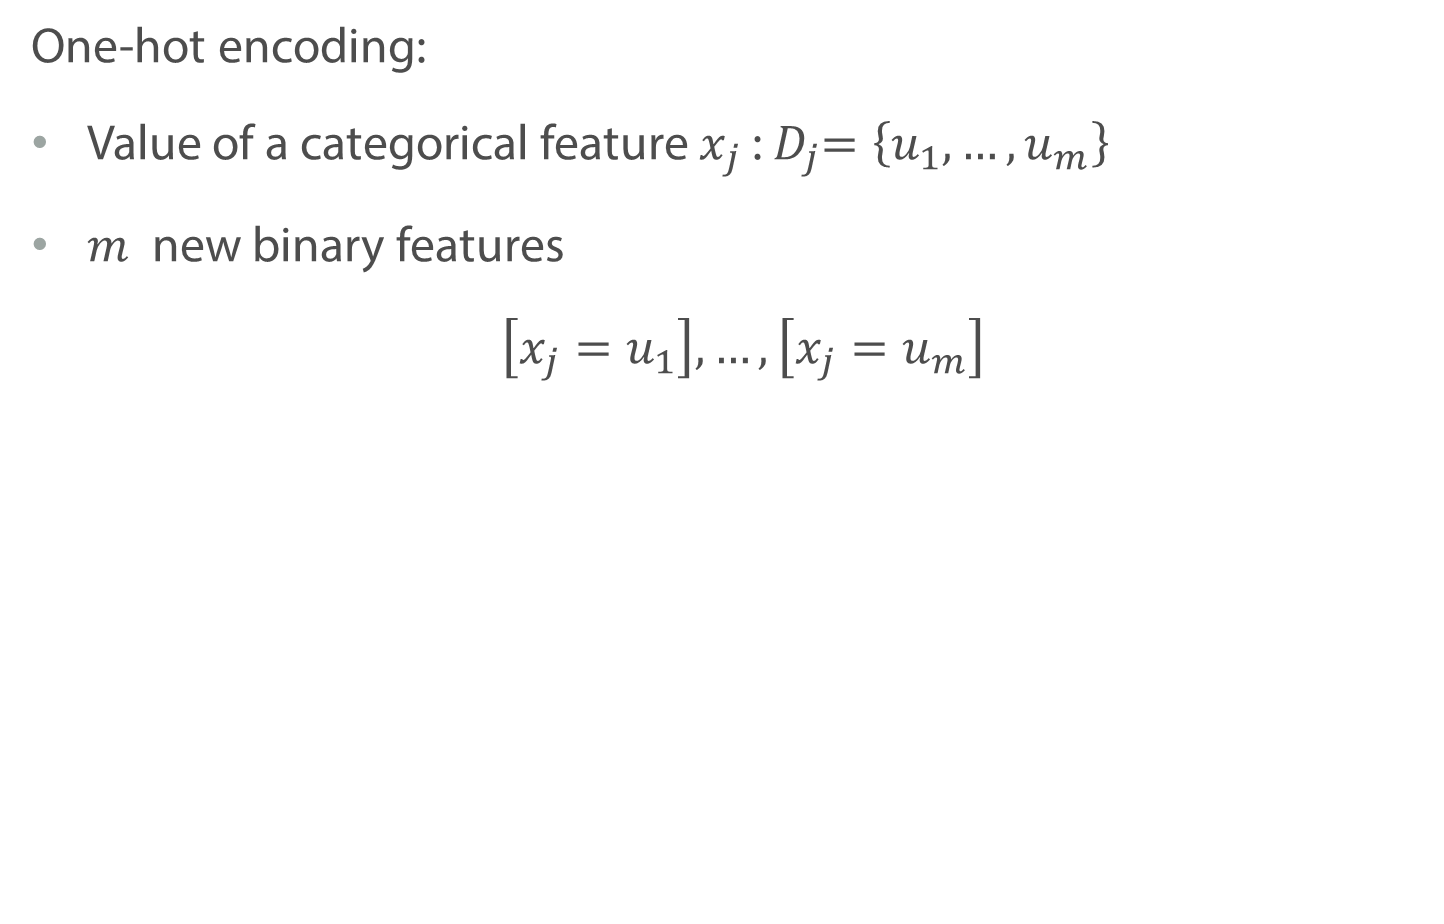 One-hot encoding:
• Value of a categorical feature xⱼ : Dⱼ= {u₁, … , uₘ}
• m new binary features
[xⱼ = u₁], … , [xⱼ = uₘ]